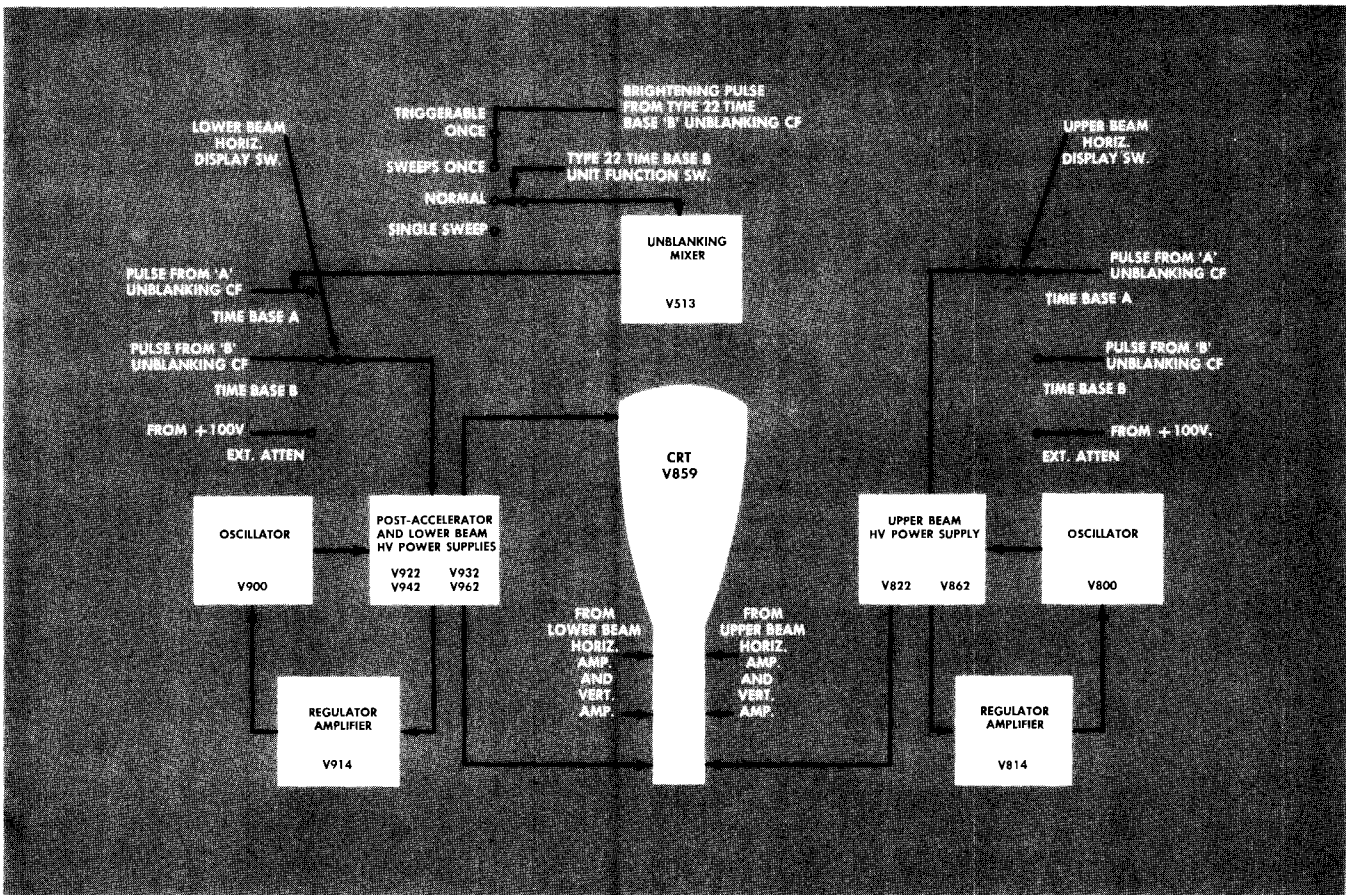 BRIGHTENING PULSE
FROM TYPE 22 TIME
BASE 'B' UNBLANKING CF
TRIGGERABLE
ONCE
SWEEPS ONCE
NORMAL
SINGLE SWEEP
TYPE 22 TIME BASE B
UNIT FUNCTION SW.
LOWER BEAM
HORIZ.
DISPLAY SW.
UPPER BEAM
HORIZ.
DISPLAY SW.
UNBLANKING
MIXER
V513
PULSE FROM 'A'
UNBLANKING CF
TIME BASE A
PULSE FROM 'B'
UNBLANKING CF
TIME BASE B
FROM +100V
EXT. ATTEN
PULSE FROM 'A'
UNBLANKING CF
TIME BASE A
PULSE FROM 'B'
UNBLANKING CF
TIME BASE B
FROM +100V.
EXT. ATTEN
CRT
V859
OSCILLATOR
V900
POST-ACCELERATOR
AND LOWER BEAM
HV POWER SUPPLIES
V922 V932
V942 V962
UPPER BEAM
HV POWER SUPPLY
V822 V862
OSCILLATOR
V800
FROM
LOWER BEAM
HORIZ.
AMP.
AND
VERT.
AMP.
FROM
UPPER BEAM
HORIZ.
AMP.
AND
VERT.
AMP.
REGULATOR
AMPLIFIER
V914
REGULATOR
AMPLIFIER
V814